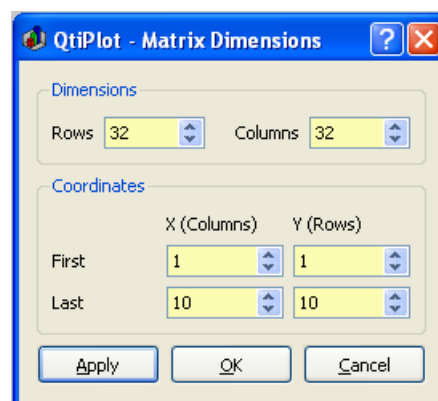 QtiPlot - Matrix Dimensions ?
Dimensions
Rows 32 Columns 32
Coordinates
X (Columns) Y (Rows)
First 1 1
Last 10 10
Apply OK Cancel